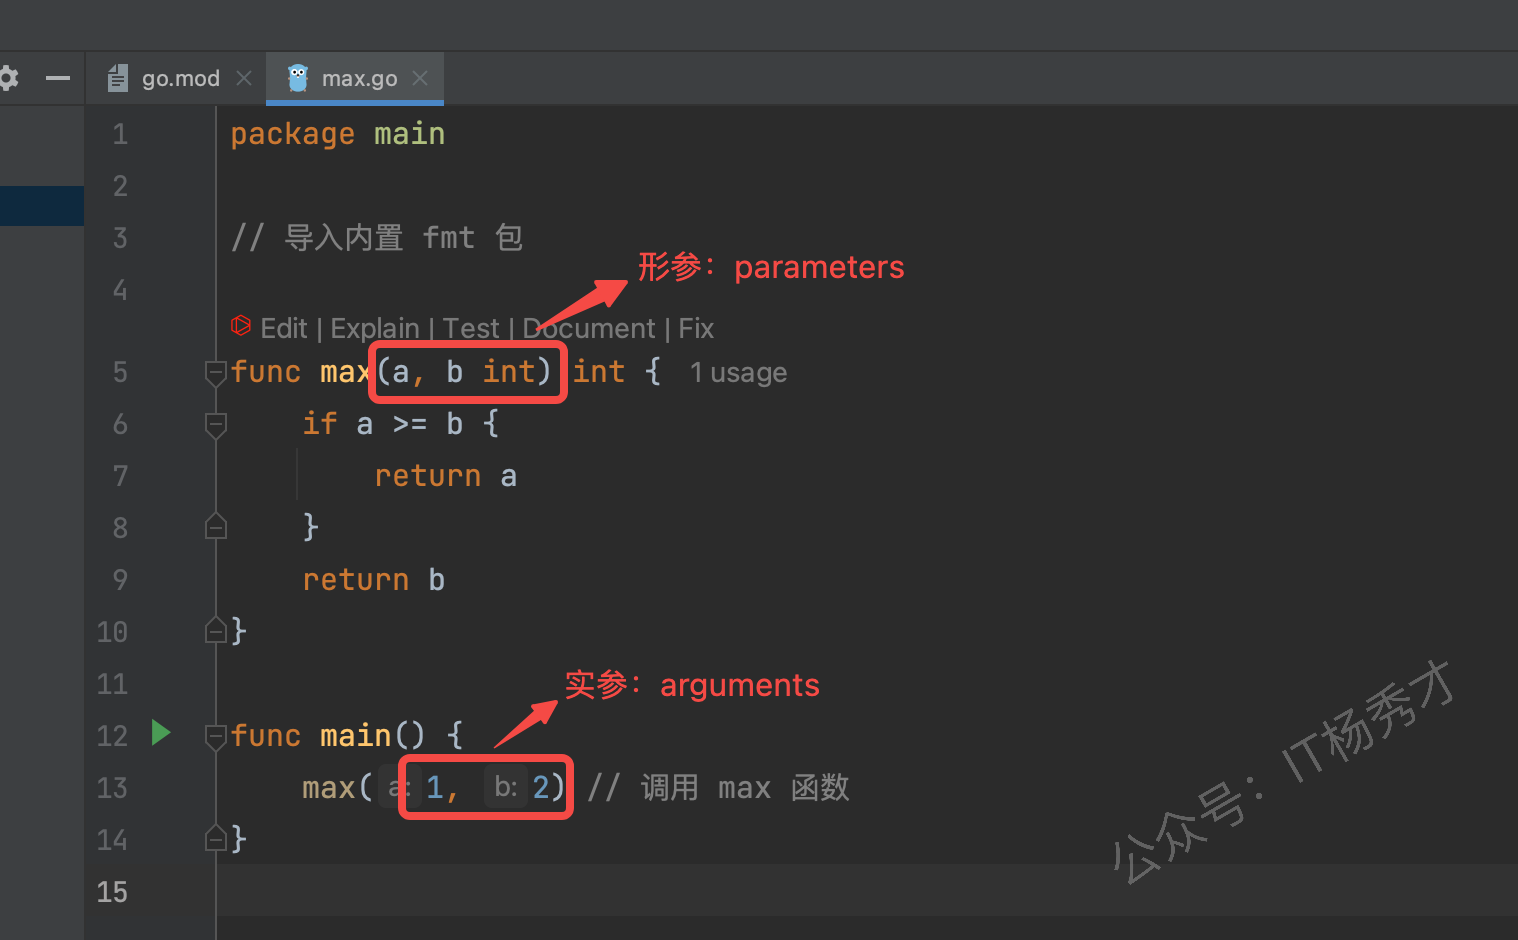 go.mod max.go
1 package main
2
3 // 导入内置 fmt 包
形参：parameters
4
Edit | Explain | Test | Document | Fix
5 func max(a, b int) int { 1 usage
6 if a >= b {
7 return a
8 }
9 return b
10 }
11
实参：arguments
12 func main() {
13 max( a: 1, b: 2) // 调用 max 函数
14 }
15
公众号：IT杨秀才